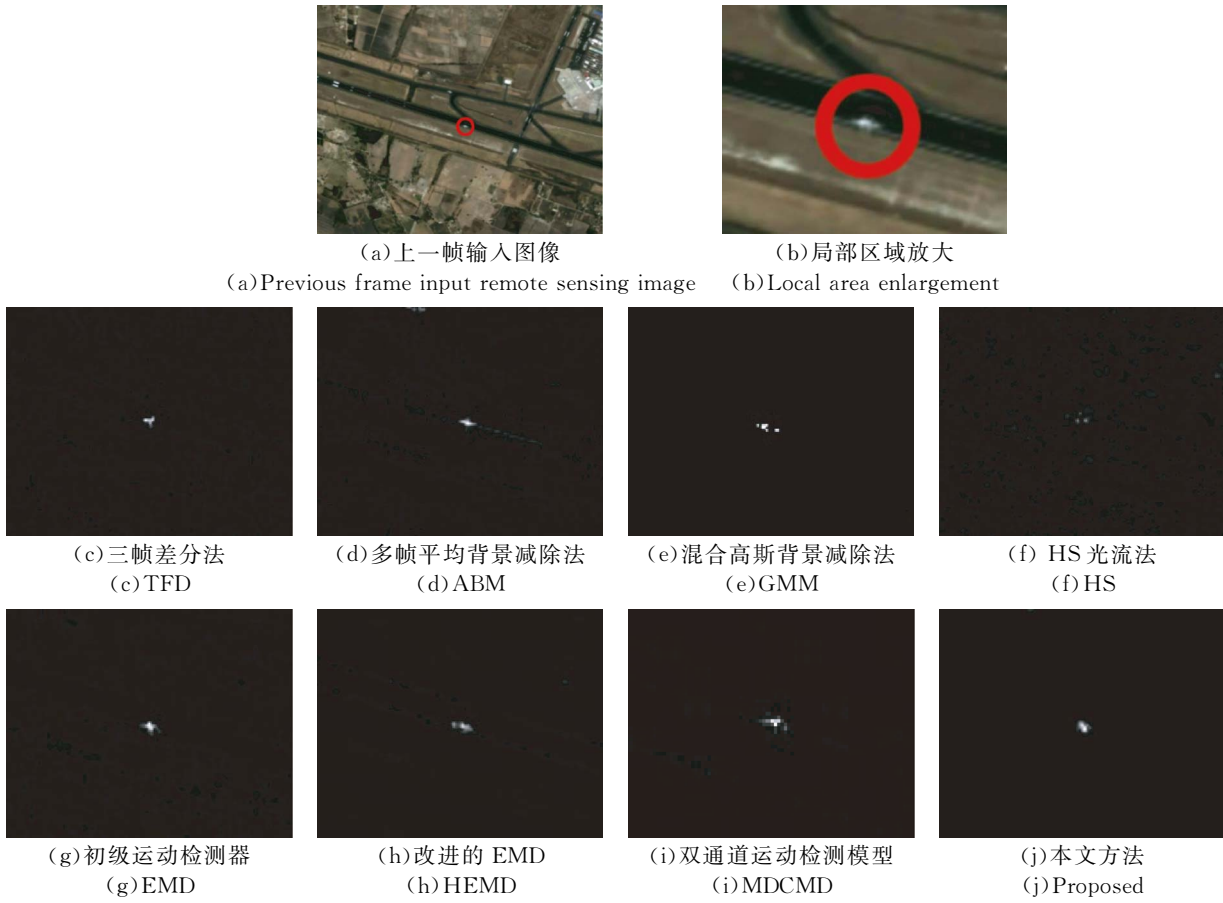 (a)上一帧输入图像
(b)局部区域放大
(a)Previous frame input remote sensing image
(b)Local area enlargement
(c)三帧差分法
(d)多帧平均背景减除法
(e)混合高斯背景减除法
(f) HS光流法
(c)TFD
(d)ABM
(e)GMM
(f)HS
(g)初级运动检测器
(h)改进的 EMD
(i)双通道运动检测模型
(j)本文方法
(g)EMD
(h)HEMD
(i)MDCMD
(j)Proposed